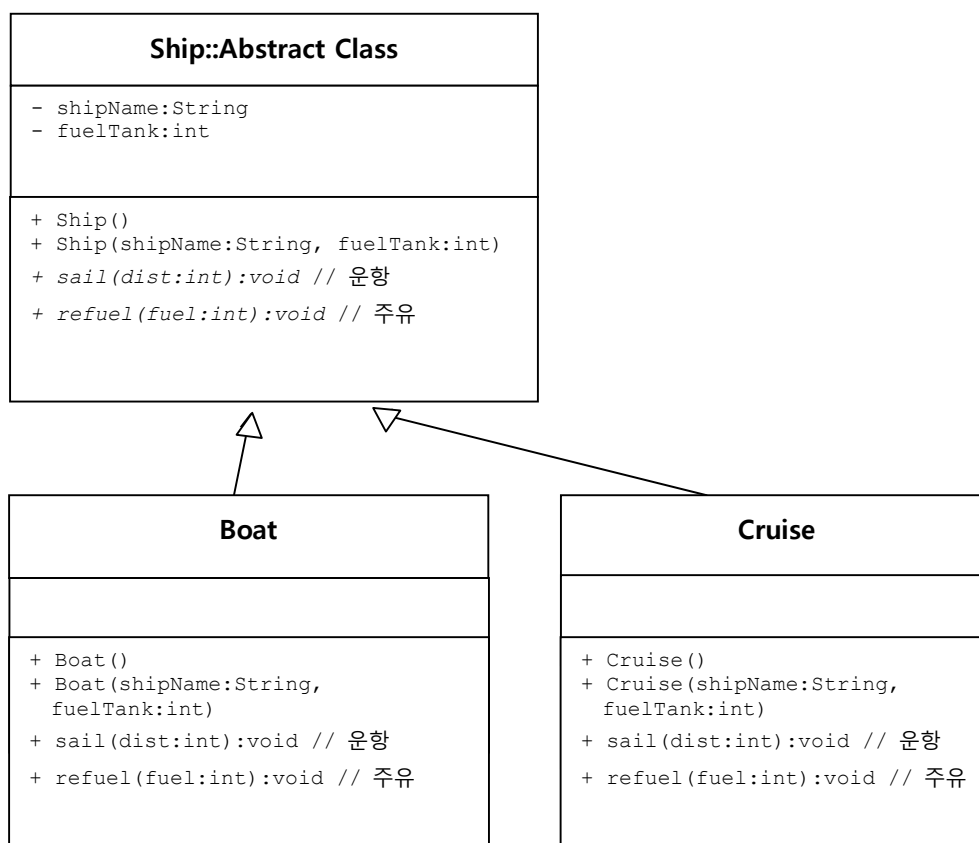 Ship::Abstract Class
- shipName:String
- fuelTank:int
+ Ship()
+ Ship(shipName:String, fuelTank:int)
+ sail(dist:int):void // 운항
+ refuel(fuel:int):void // 주유
Boat
+ Boat()
+ Boat(shipName:String,
fuelTank:int)
+ sail(dist:int):void // 운항
+ refuel(fuel:int):void // 주유
Cruise
+ Cruise()
+ Cruise(shipName:String,
fuelTank:int)
+ sail(dist:int):void // 운항
+ refuel(fuel:int):void // 주유